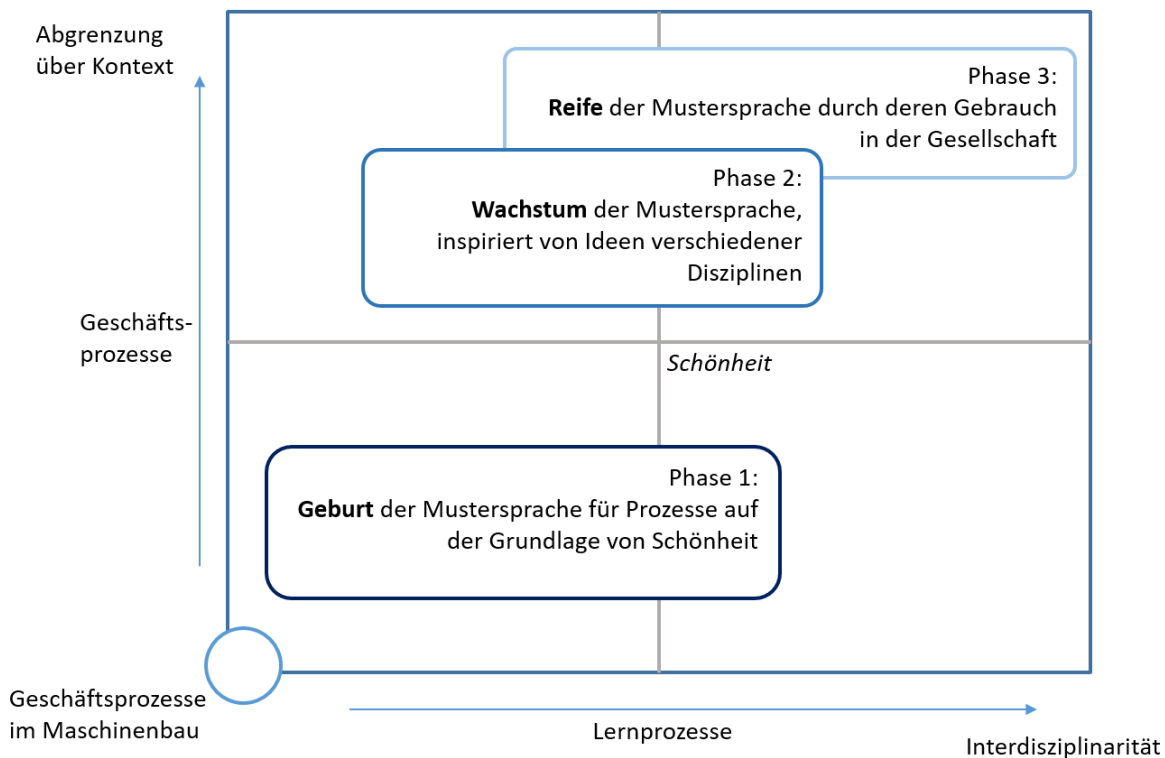 Abgrenzung
über Kontext
Phase 3:
Reife der Mustersprache durch deren Gebrauch
in der Gesellschaft
Phase 2:
Wachstum der Mustersprache,
inspiriert von Ideen verschiedener
Disziplinen
Geschäfts-
prozesse
Schönheit
Phase 1:
Geburt der Mustersprache für Prozesse auf
der Grundlage von Schönheit
Geschäftsprozesse
im Maschinenbau
Lernprozesse
Interdisziplinarität